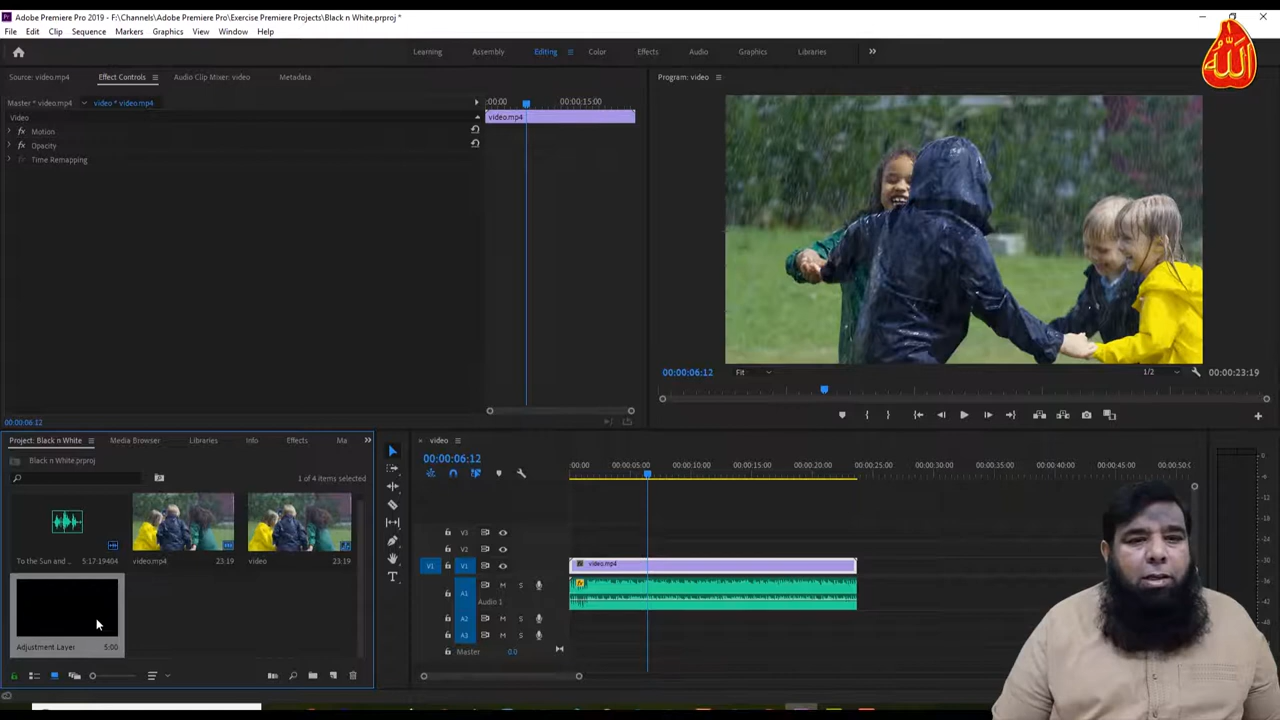 Adobe Premiere Pro 2019 - F:\Channels\Adobe Premiere Pro\Exercise Premiere Projects\Black n White.prproj *
File Edit Clip Sequence Markers Graphics View Window Help
Learning Assembly Editing Color Effects Audio Graphics Libraries
Source: video.mp4 Effect Controls Audio Clip Mixer: video Metadata
Program: video
Master * video.mp4 video * video.mp4
:00:00 00:00:15:00
Video
video.mp4
fx Motion
fx Opacity
fx Time Remapping
00:00:06:12 Fit 1/2 00:00:23:19
00:00:06:12
Project: Black n White Media Browser Libraries Info Effects Ma
video
Black n White.prproj
00:00:06:12
:00:00 00:00:05:00 00:00:10:00 00:00:15:00 00:00:20:00 00:00:25:00 00:00:30:00 00:00:35:00 00:00:40:00 00:00:45:00 00:00:50:0
1 of 4 items selected
V3
V2
V1 V1 video.mp4
A1 M S
Audio 1
A2 M S
A3 M S
Master 0.0
To the Sun and ... 5:17:19404
video.mp4 23:19
video 23:19
Adjustment Layer 5:00
الله